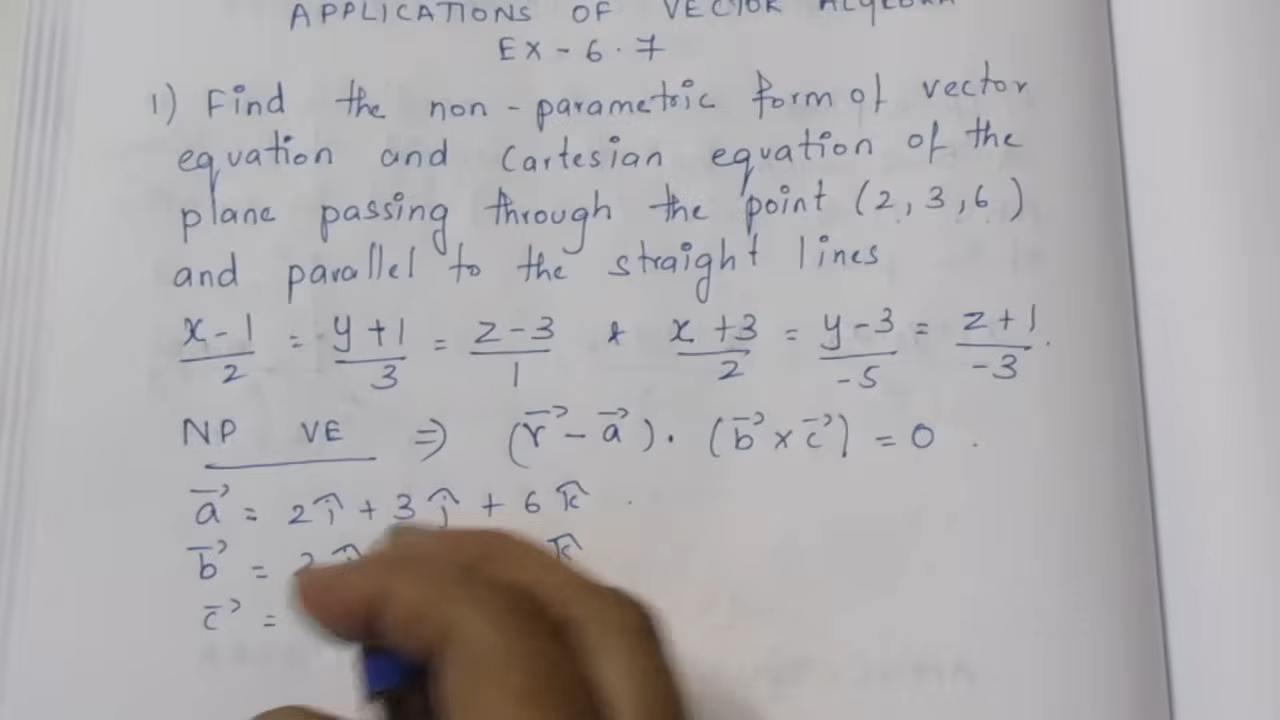 APPLICATIONS OF VECTOR ALGEBRA
EX - 6.7
1) Find the non - parametric form of vector
equation and Cartesian equation of the
plane passing through the point (2, 3, 6)
and parallel to the straight lines
x-1/2 = y+1/3 = z-3/1 & x+3/2 = y-3/-5 = z+1/-3.
NP VE ⇒ (r⃗ - a⃗). (b⃗ × c⃗) = 0.
a⃗ = 2î + 3ĵ + 6k̂.
b⃗ = 2î k̂
c⃗ =